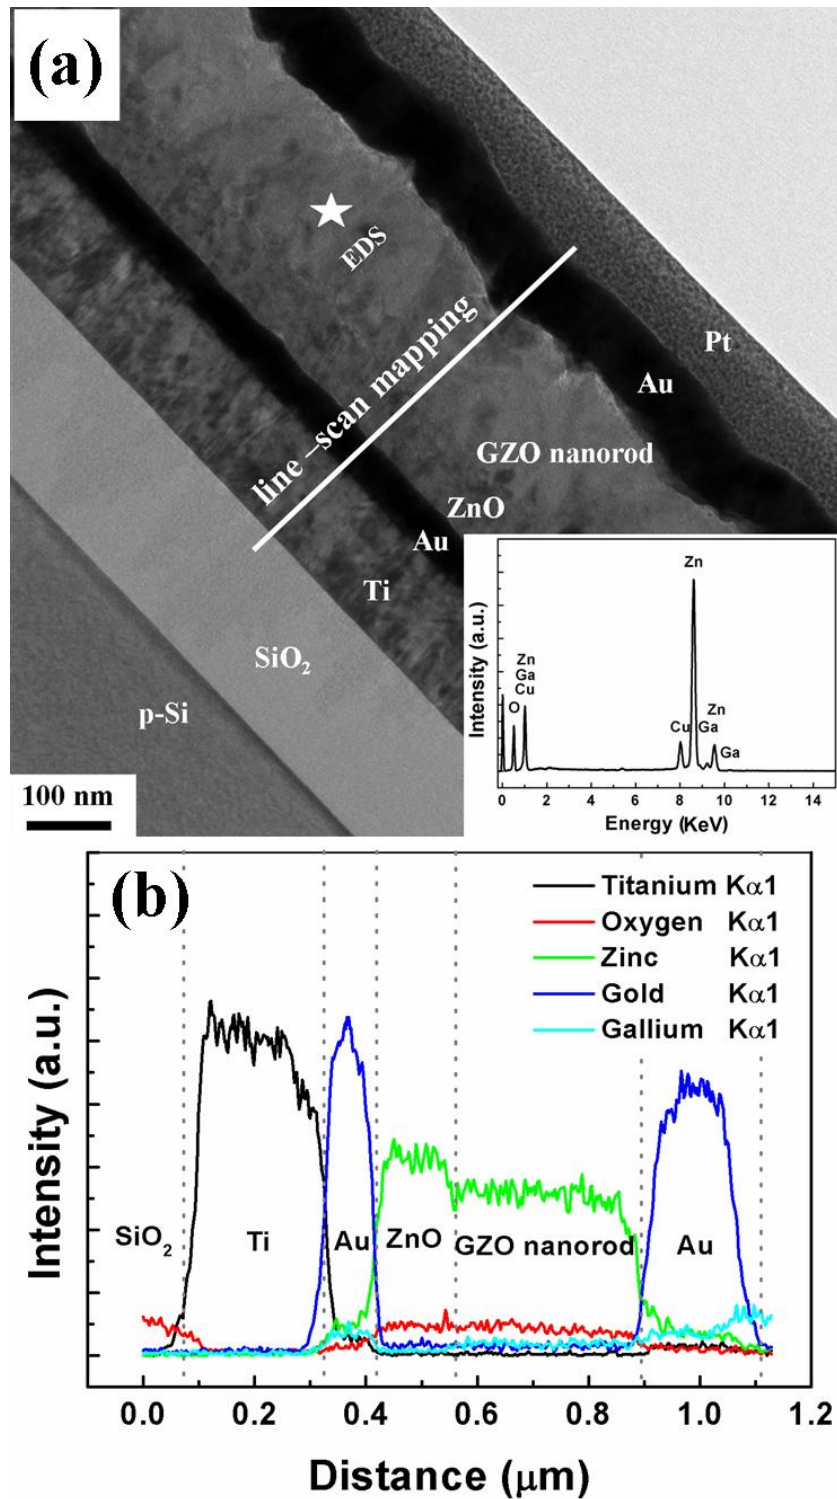 (a)
EDS
line –scan mapping
Pt
Au
GZO nanorod
ZnO
Au
Ti
SiO₂
p-Si
100 nm
Intensity (a.u.)
Zn
Ga
Cu
O
Zn
Cu
Ga
Zn
Ga
0 2 4 6 8 10 12 14
Energy (KeV)
(b)
Titanium Kα1
Oxygen Kα1
Zinc Kα1
Gold Kα1
Gallium Kα1
Intensity (a.u.)
SiO₂ Ti Au ZnO GZO nanorod Au
0.0 0.2 0.4 0.6 0.8 1.0 1.2
Distance (μm)